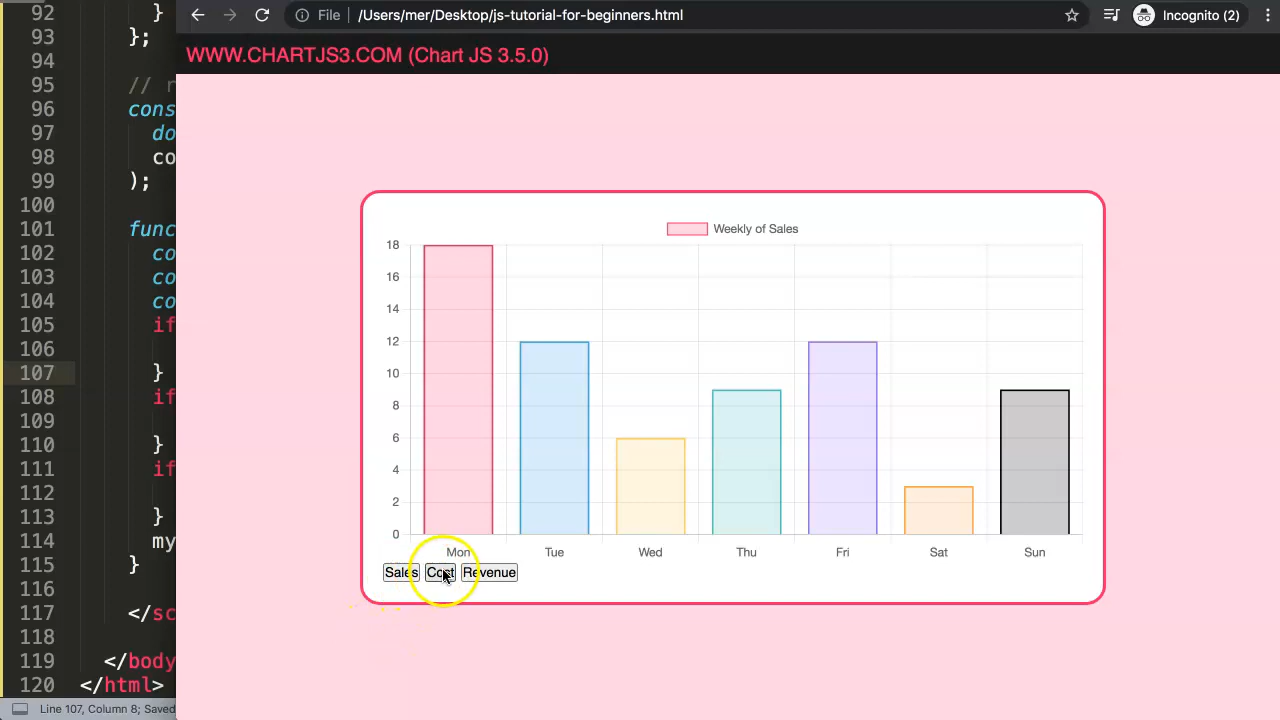 File /Users/mer/Desktop/js-tutorial-for-beginners.html Incognito (2)
WWW.CHARTJS3.COM (Chart JS 3.5.0)
92 }
93 };
94
95 // r
96 cons
97 do
98 co
99 );
100
101 func
102 co
103 co
104 co
105 if
106
107 }
108 if
109
110 }
111 if
112
113 }
114 my
115 }
116
117 </sc
118
119 </body
120 </html>
Line 107, Column 8; Saved
Weekly of Sales
18
16
14
12
10
8
6
4
2
0
Mon Tue Wed Thu Fri Sat Sun
Sales Cost Revenue